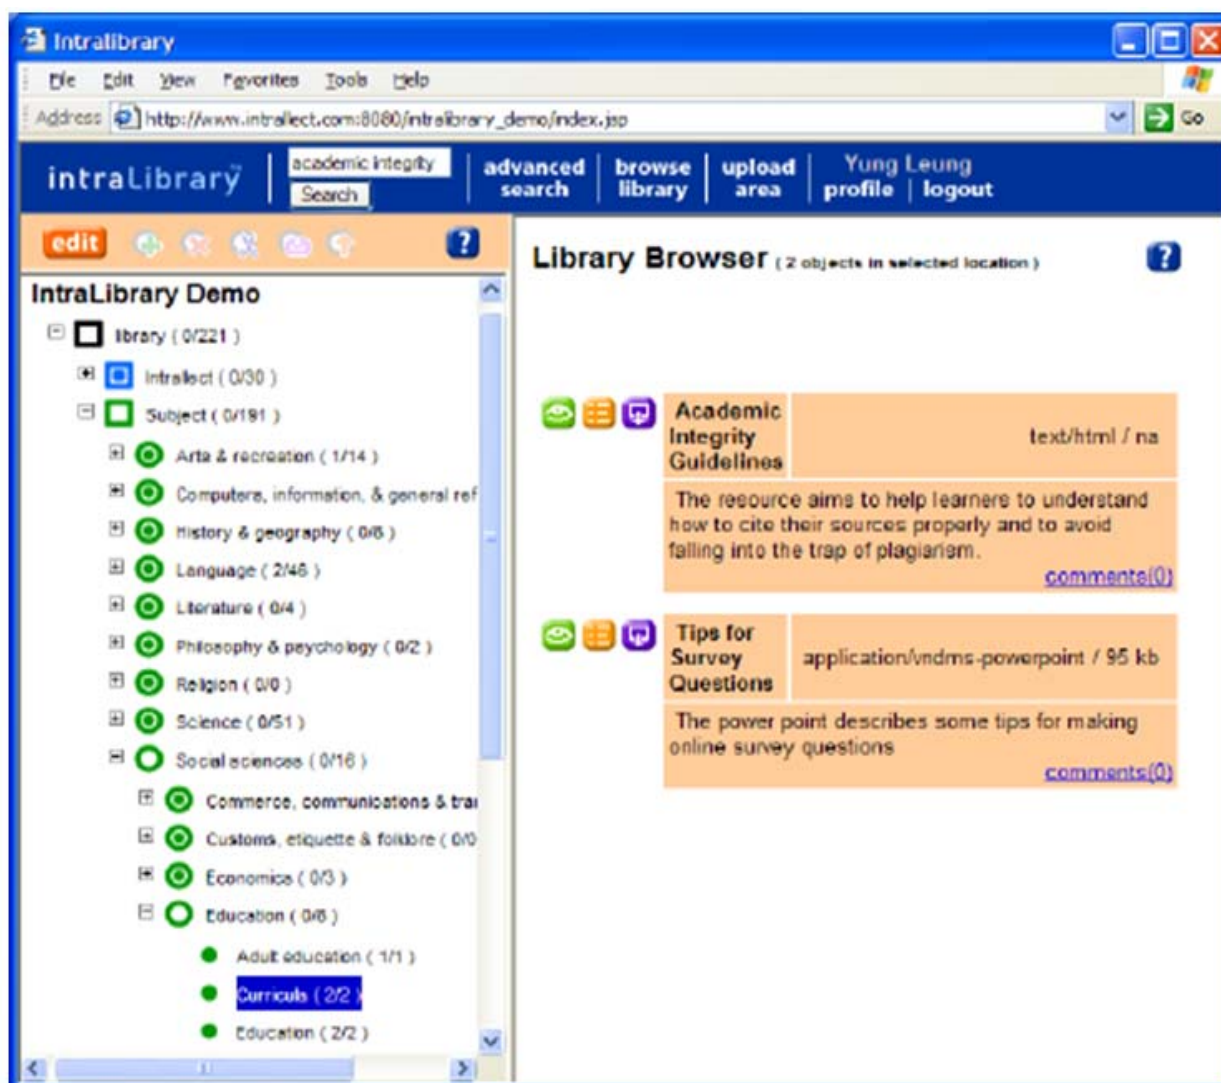 Intralibrary
File Edit View Favorites Tools Help
Address http://www.intrallect.com:8080/intralibrary_demo/index.jsp Go
intraLibrary™
academic integrity
Search
advanced search
browse library
upload area
Yung Leung
profile | logout
edit
?
IntraLibrary Demo
library ( 0/221 )
Intrallect ( 0/30 )
Subject ( 0/191 )
Arts & recreation ( 1/14 )
Computers, information, & general ref
History & geography ( 0/6 )
Language ( 2/46 )
Literature ( 0/4 )
Philosophy & psychology ( 0/2 )
Religion ( 0/0 )
Science ( 0/51 )
Social sciences ( 0/16 )
Commerce, communications & trai
Customs, etiquette & folklore ( 0/0
Economics ( 0/3 )
Education ( 0/6 )
Adult education ( 1/1 )
Curricula ( 2/2 )
Education ( 2/2 )
Library Browser ( 2 objects in selected location )
?
Academic
Integrity
Guidelines
text/html / na
The resource aims to help learners to understand
how to cite their sources properly and to avoid
falling into the trap of plagiarism.
comments(0)
Tips for
Survey
Questions
application/vndms-powerpoint / 95 kb
The power point describes some tips for making
online survey questions
comments(0)